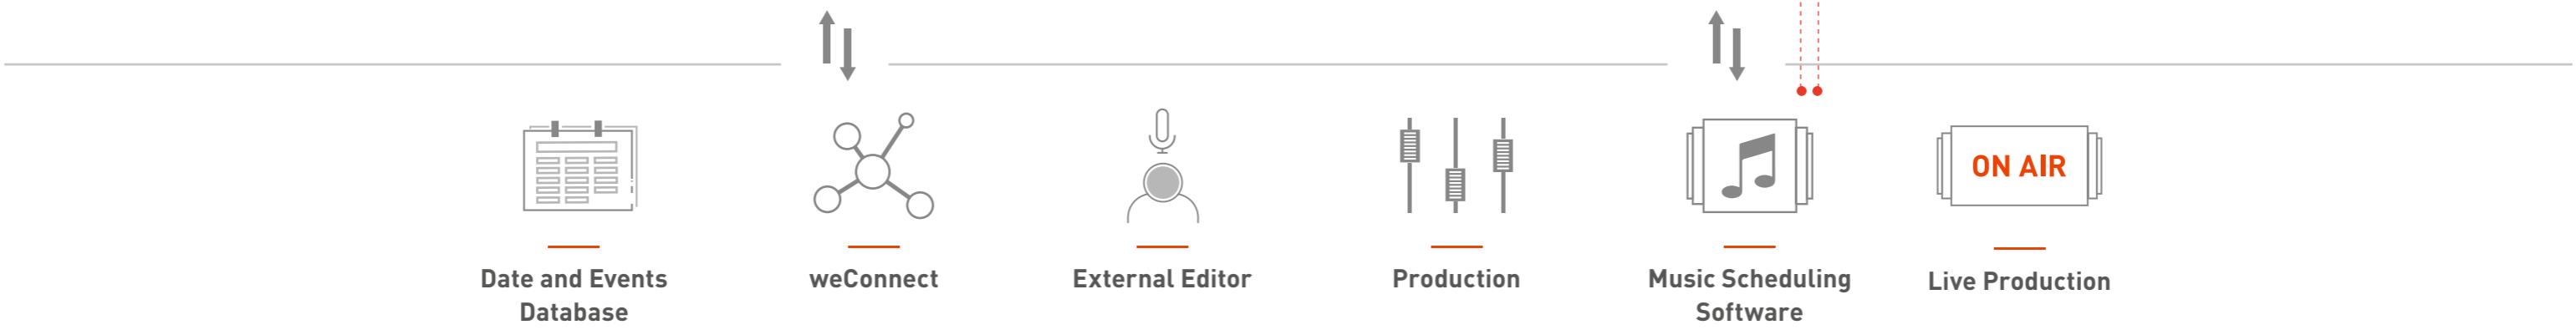 ON AIR
Date and Events
Database
weConnect
External Editor
Production
Music Scheduling
Software
Live Production